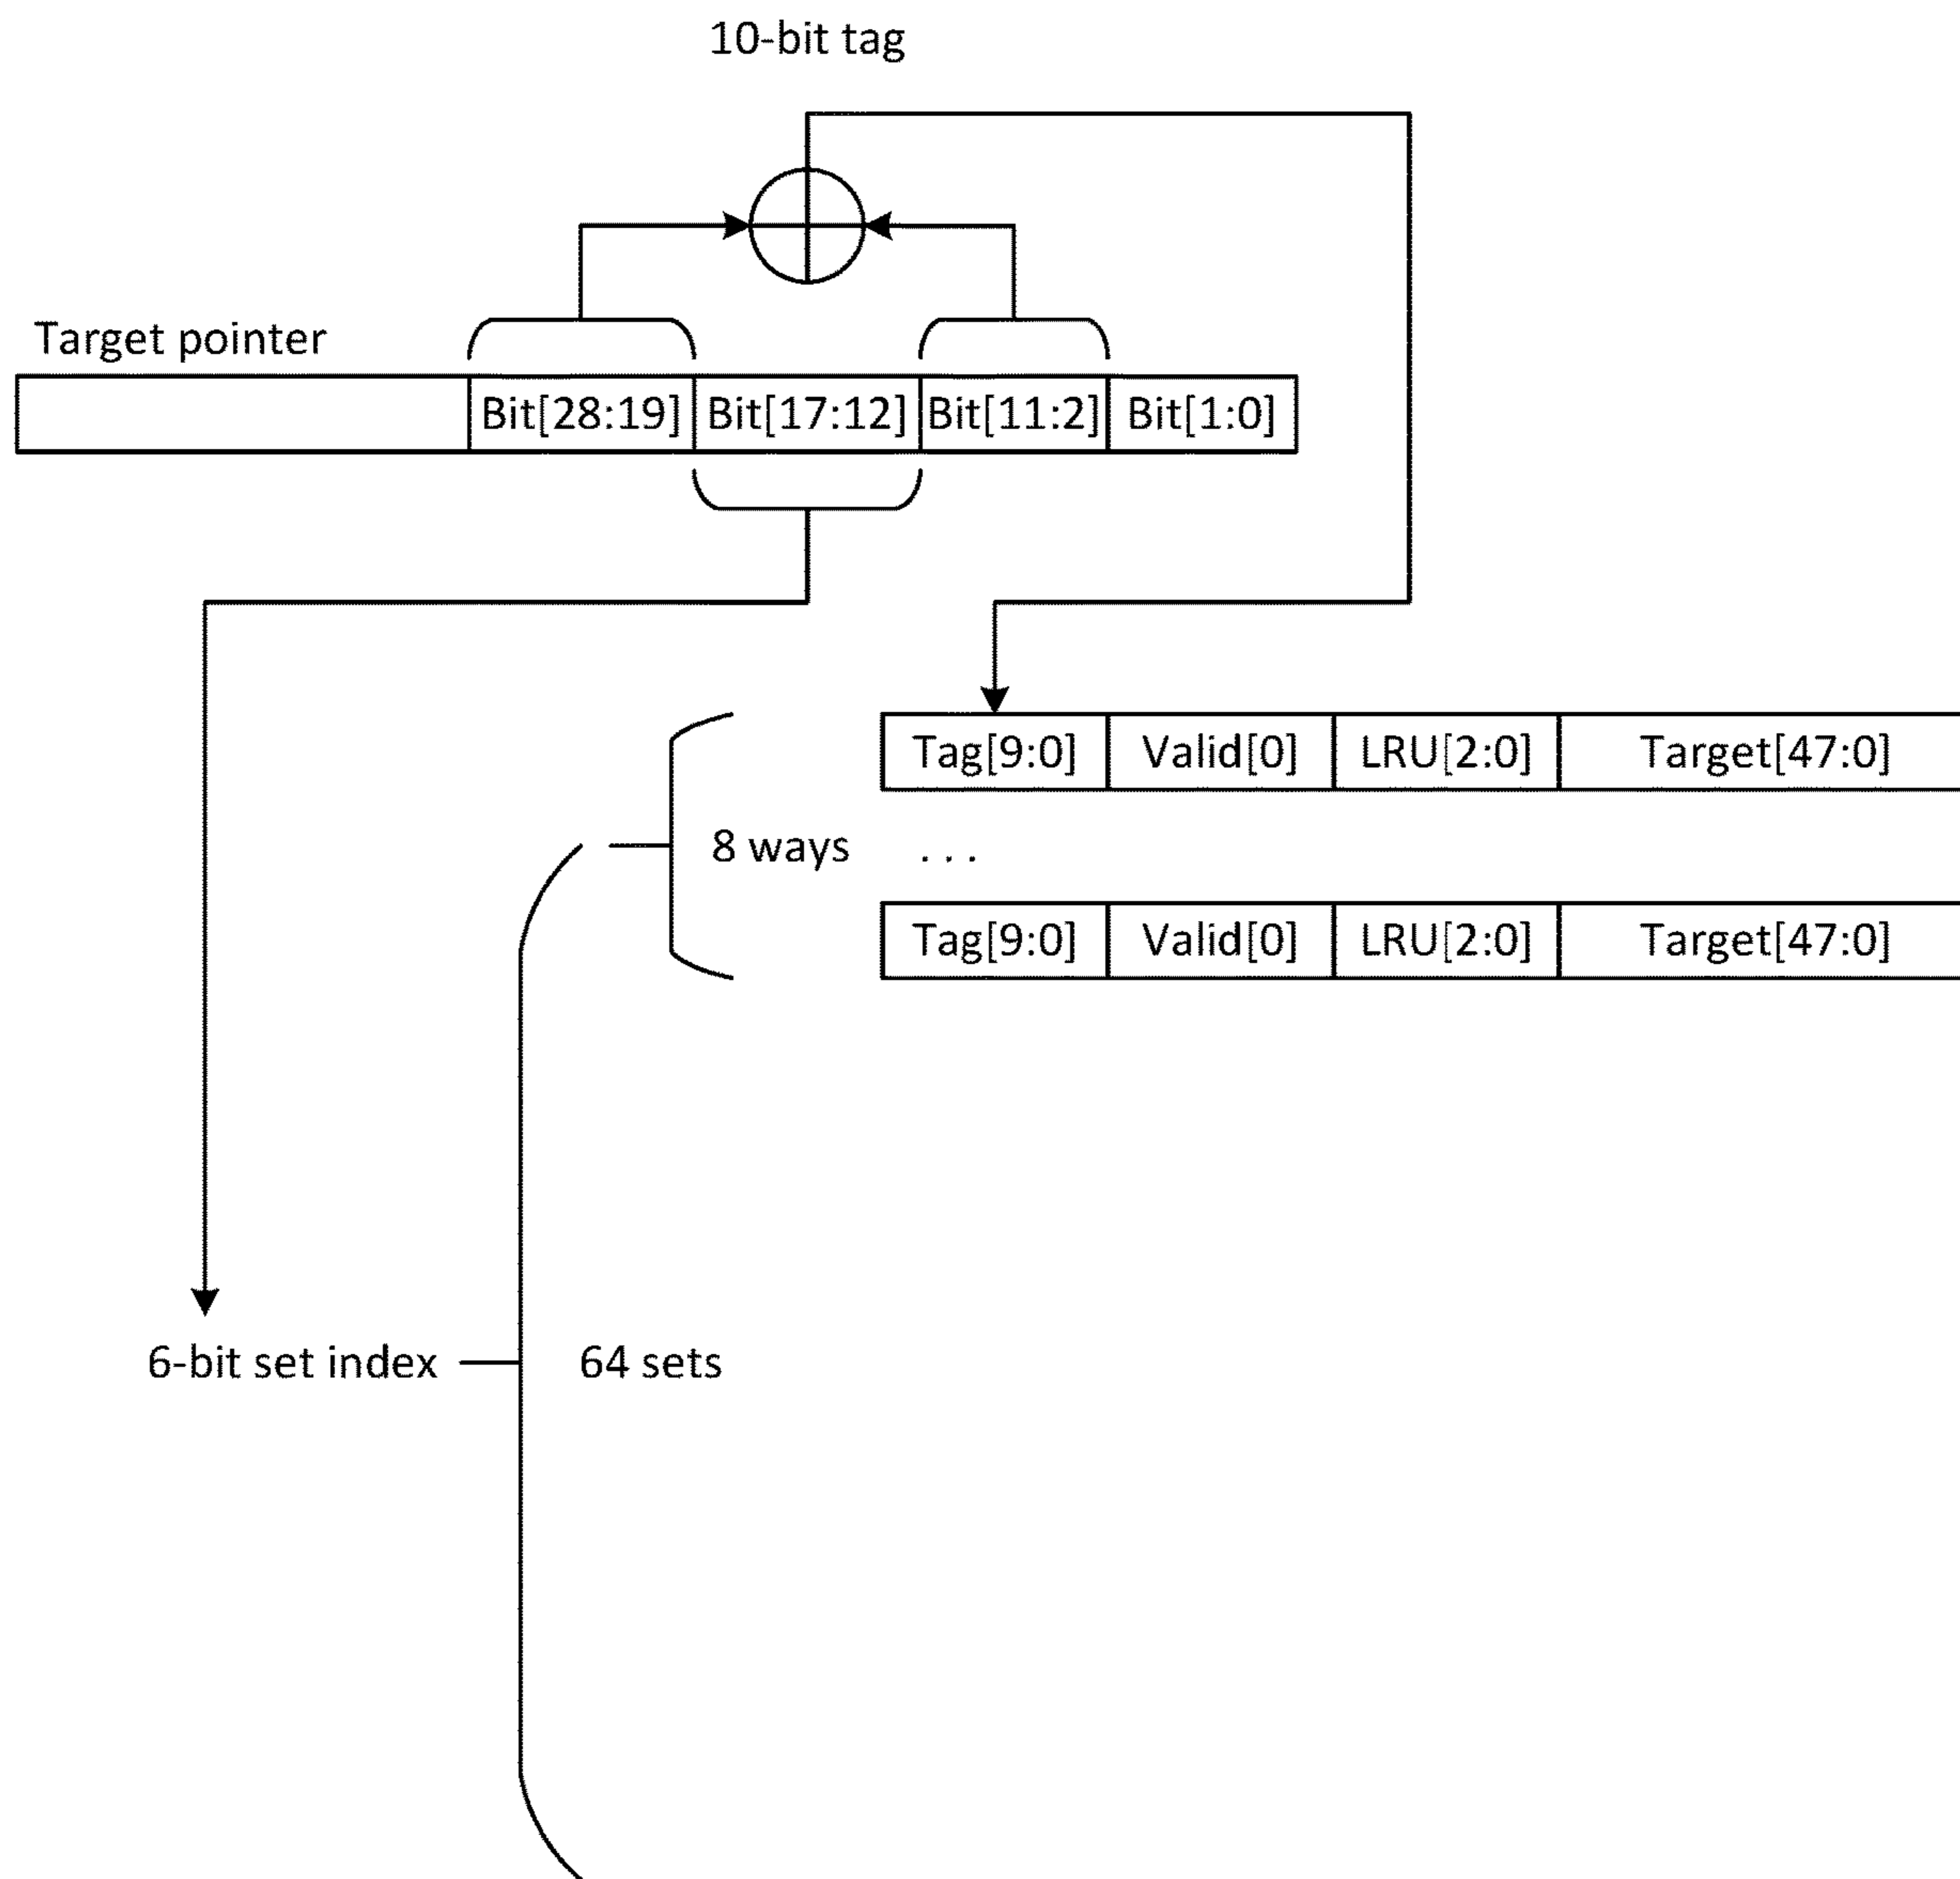 10-bit tag
Target pointer
Bit[28:19] Bit[17:12] Bit[11:2] Bit[1:0]
Tag[9:0] Valid[0] LRU[2:0] Target[47:0]
8 ways ...
Tag[9:0] Valid[0] LRU[2:0] Target[47:0]
6-bit set index 64 sets